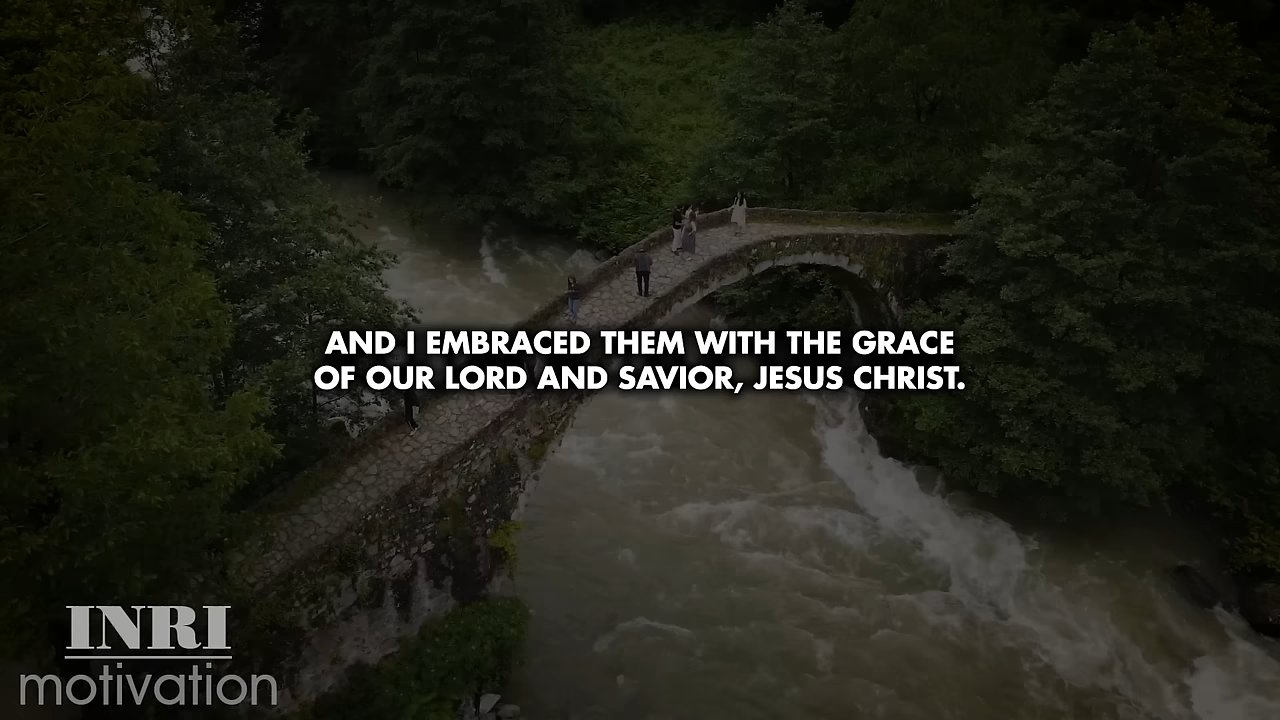 AND I EMBRACED THEM WITH THE GRACE
OF OUR LORD AND SAVIOR, JESUS CHRIST.
INRI
motivation